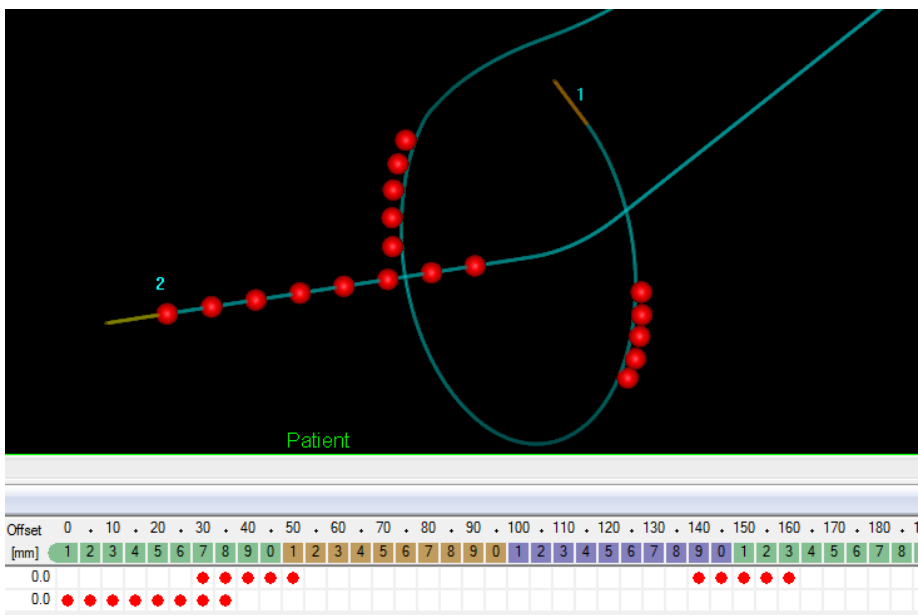 1
2
Patient
Offset 0 . 10 . 20 . 30 . 40 . 50 . 60 . 70 . 80 . 90 . 100 . 110 . 120 . 130 . 140 . 150 . 160 . 170 . 180 . 1
[mm] 1 2 3 4 5 6 7 8 9 0 1 2 3 4 5 6 7 8 9 0 1 2 3 4 5 6 7 8 9 0 1 2 3 4 5 6 7 8
0.0
0.0